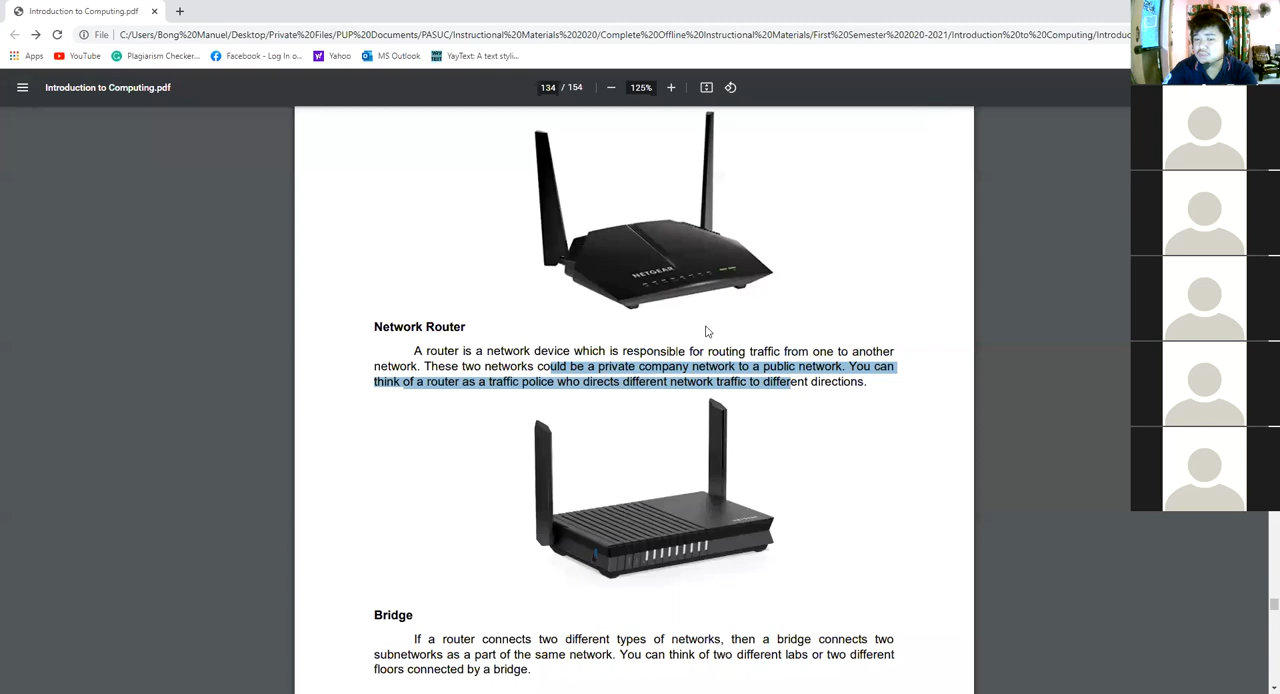 Introduction to Computing.pdf
File
C:/Users/Bong%20Manuel/Desktop/Private%20Files/PUP%20Documents/PASUC/Instructional%20Materials%202020/Complete%20Offline%20Instructional%20Materials/First%20Semester%202020-2021/Introduction%20to%20Computing/Introduc
Apps YouTube Plagiarism Checker... Facebook - Log In o... Yahoo MS Outlook YayText: A text styli...
Introduction to Computing.pdf 134 / 154 125%
NETGEAR
Network Router
A router is a network device which is responsible for routing traffic from one to another
network. These two networks could be a private company network to a public network. You can
think of a router as a traffic police who directs different network traffic to different directions.
NETGEAR
Bridge
If a router connects two different types of networks, then a bridge connects two
subnetworks as a part of the same network. You can think of two different labs or two different
floors connected by a bridge.